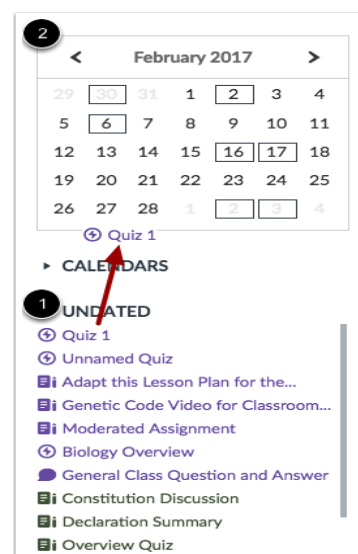 2
< February 2017 >
29 30 31 1 2 3 4
5 6 7 8 9 10 11
12 13 14 15 16 17 18
19 20 21 22 23 24 25
26 27 28 1 2 3 4
Quiz 1
CALENDARS
1 UNDATED
Quiz 1
Unnamed Quiz
Adapt this Lesson Plan for the...
Genetic Code Video for Classroom...
Moderated Assignment
Biology Overview
General Class Question and Answer
Constitution Discussion
Declaration Summary
Overview Quiz